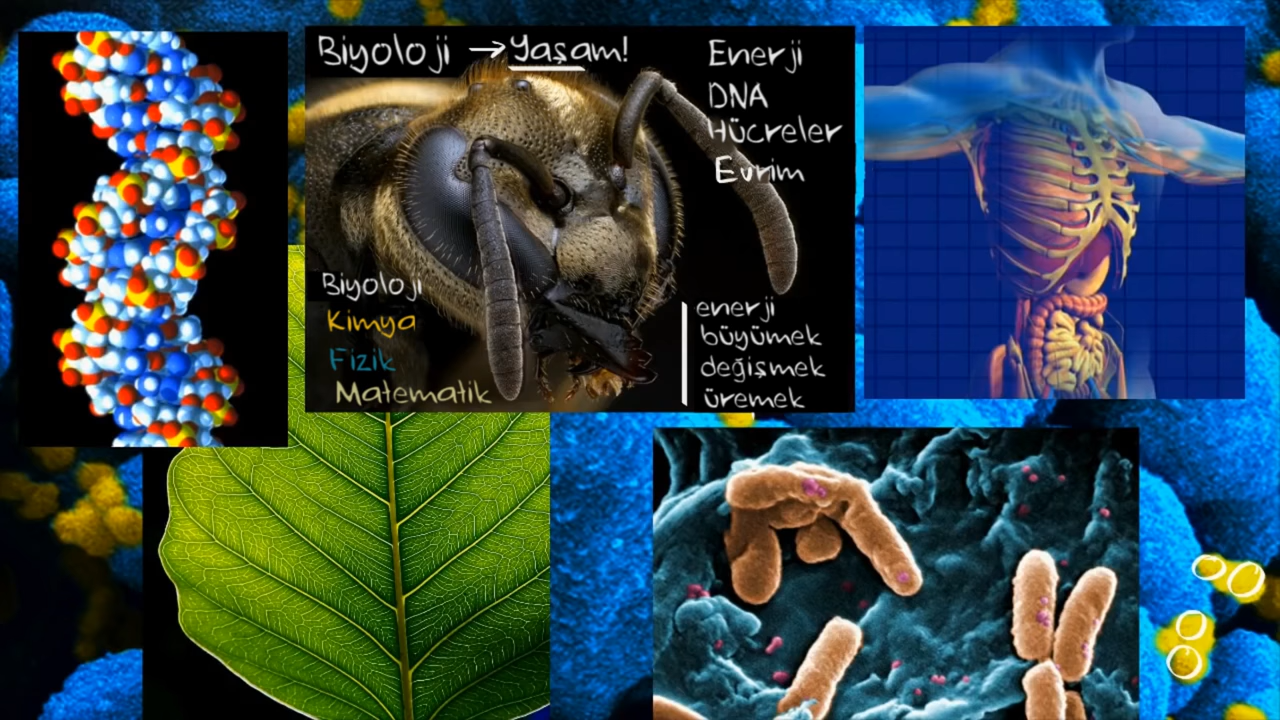 Biyoloji → Yaşam!
Enerji
DNA
Hücreler
Evrim
Biyoloji
Kimya
Fizik
Matematik
enerji
büyümek
değişmek
üremek